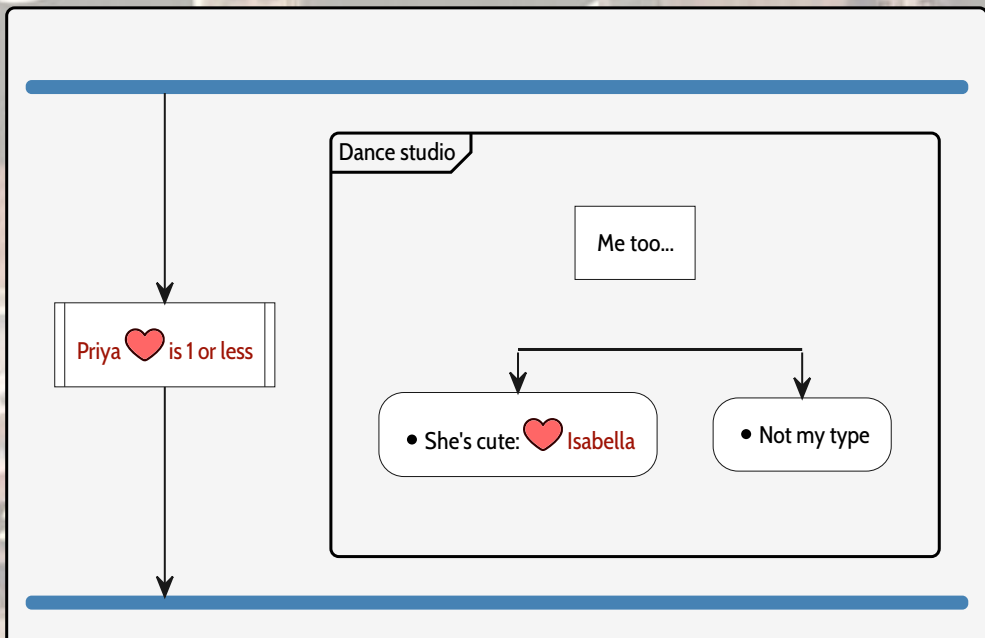 Dance studio
Me too...
Priya is 1 or less
• She's cute: Isabella
• Not my type